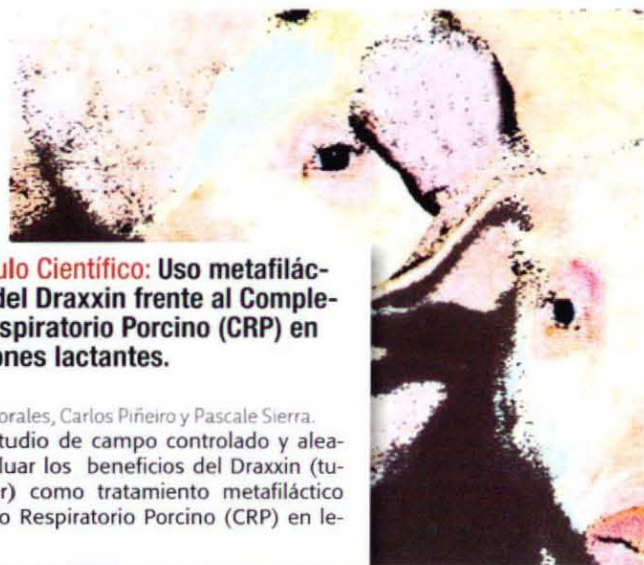 ulo Científico: Uso metafilác-
del Draxxin frente al Comple-
spiratorio Porcino (CRP) en
ones lactantes.
orales, Carlos Piñeiro y Pascale Sierra.
tudio de campo controlado y alea-
luar los beneficios del Draxxin (tu-
r) como tratamiento metafiláctico
o Respiratorio Porcino (CRP) en le-